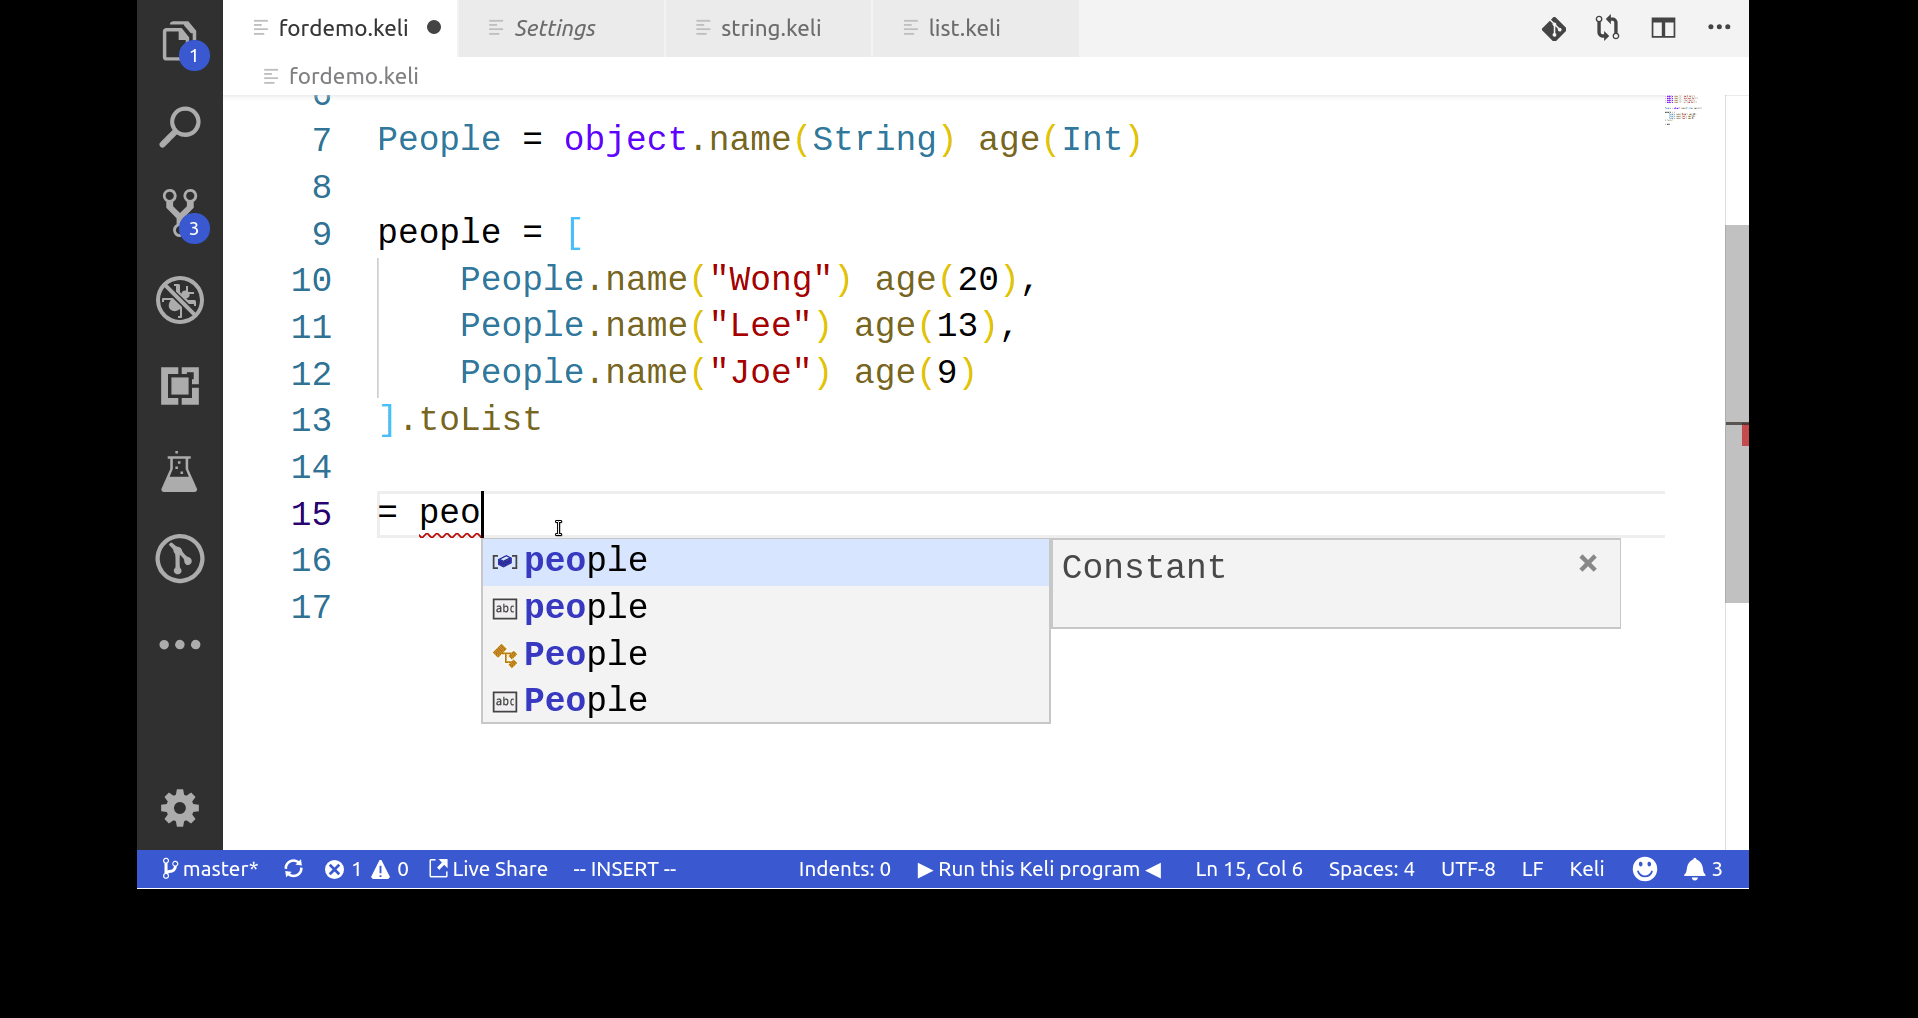 fordemo.keli Settings string.keli list.keli
1
fordemo.keli
6
7 People = object.name(String) age(Int)
8
3
9 people = [
10 People.name("Wong") age(20),
11 People.name("Lee") age(13),
12 People.name("Joe") age(9)
13 ].toList
14
15 = peo
16 people Constant
17 people
abc
People
abc People
master* 1 0 Live Share -- INSERT -- Indents: 0 ▶ Run this Keli program ◀ Ln 15, Col 6 Spaces: 4 UTF-8 LF Keli 3